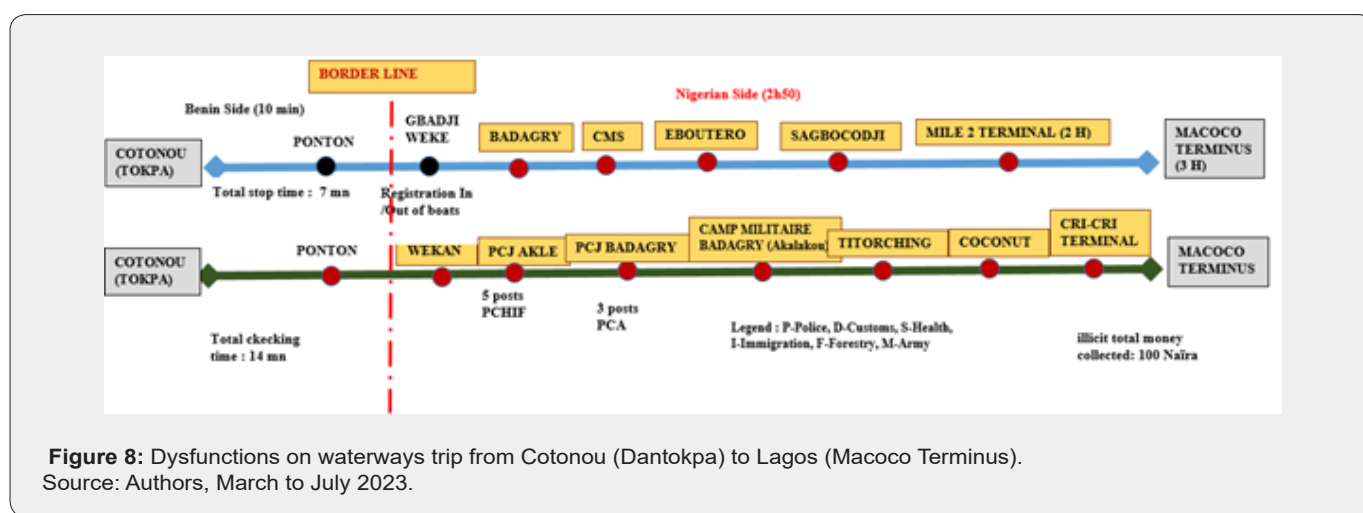 BORDER LINE
Benin Side (10 min)
Nigerian Side (2h50)
PONTON
GBADJI
WEKE
BADAGRY
CMS
EBOUTERO
SAGBOCODJI
MILE 2 TERMINAL (2 H)
COTONOU
(TOKPA)
MACOCO
TERMINUS
(3 H)
Total stop time : 7 mn
Registration In
/Out of boats
PONTON
WEKAN
PCJ AKLE
PCJ BADAGRY
CAMP MILITAIRE
BADAGRY (Akalakou)
TITORCHING
COCONUT
CRI-CRI
TERMINAL
COTONOU
(TOKPA)
MACOCO
TERMINUS
5 posts
PCHIF
3 posts
PCA
Total ckecking
time : 14 mn
Legend : P-Police, D-Customs, S-Health,
I-Immigration, F-Forestry, M-Army
illicit total money
collected: 100 Naïra
Figure 8: Dysfunctions on waterways trip from Cotonou (Dantokpa) to Lagos (Macoco Terminus).
Source: Authors, March to July 2023.